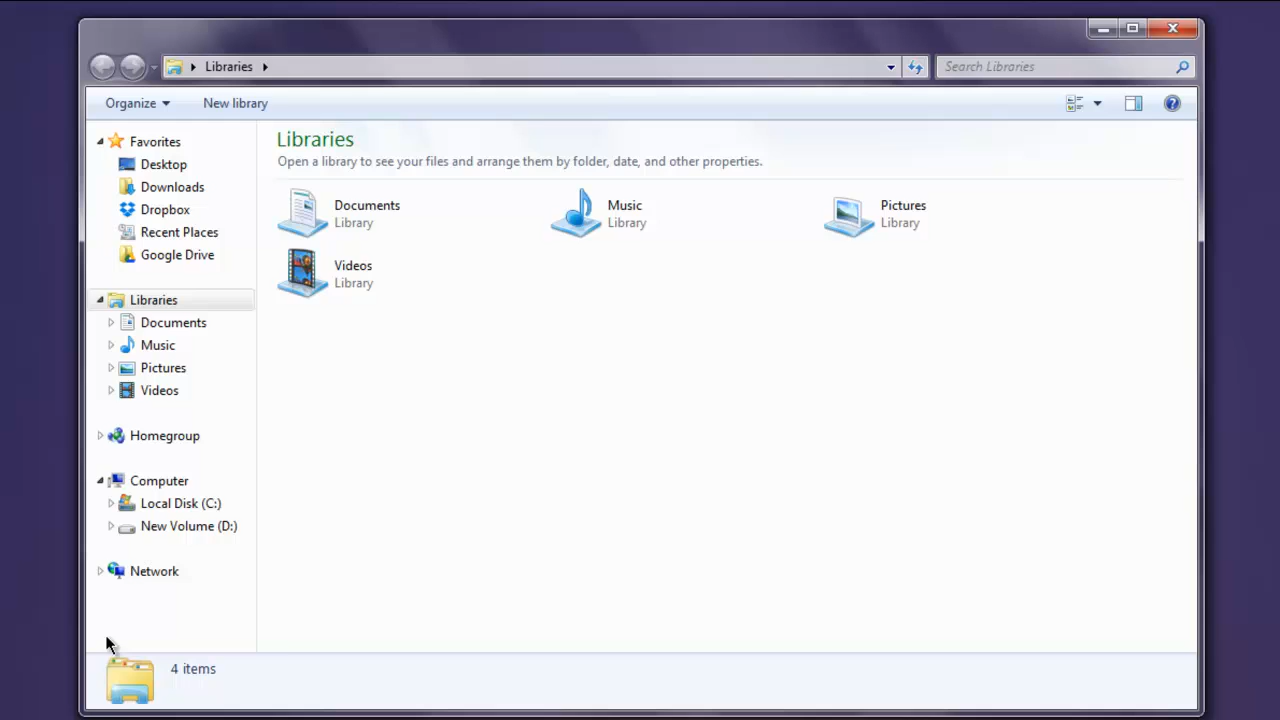 Libraries
Search Libraries
Organize
New library
Favorites
Desktop
Downloads
Dropbox
Recent Places
Google Drive
Libraries
Documents
Music
Pictures
Videos
Homegroup
Computer
Local Disk (C:)
New Volume (D:)
Network
Libraries
Open a library to see your files and arrange them by folder, date, and other properties.
Documents
Library
Music
Library
Pictures
Library
Videos
Library
4 items